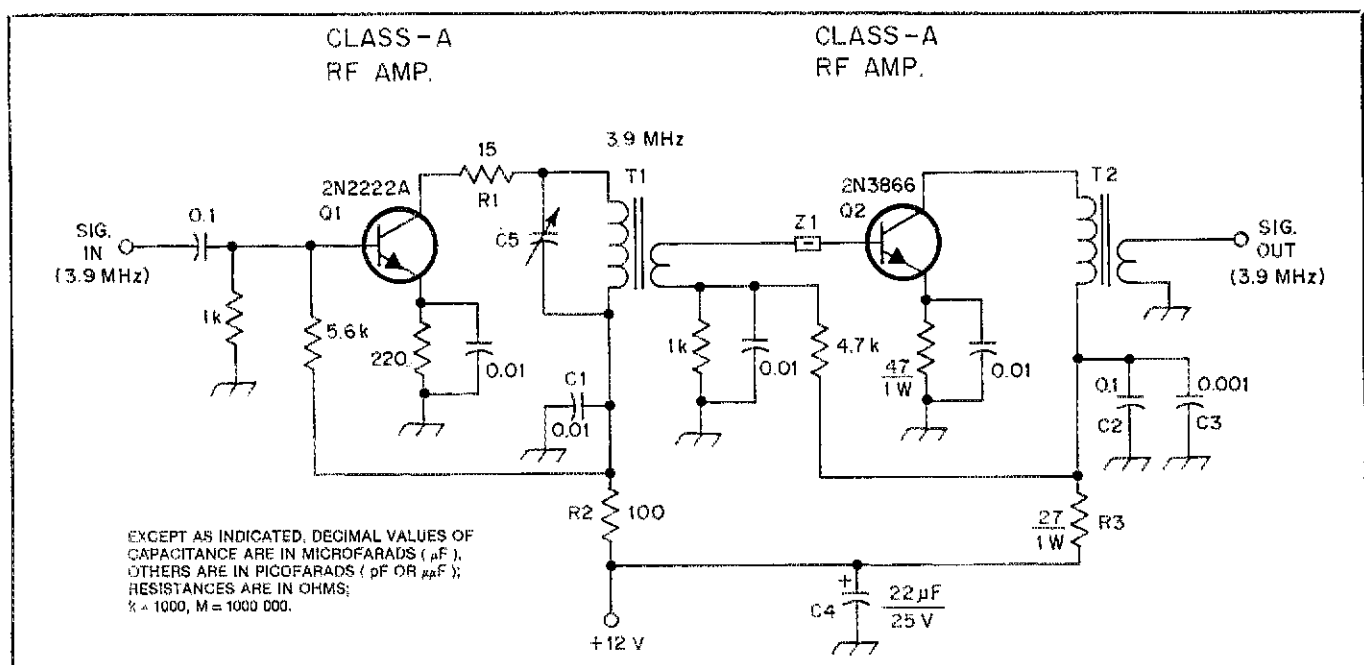 CLASS-A
RF AMP.
CLASS-A
RF AMP.
3.9 MHz
15
R1
T1
T2
2N2222A
Q1
2N3866
Q2
0.1
C5
Z1
SIG.
IN
(3.9 MHz)
SIG.
OUT
(3.9 MHz)
1k
5.6k
220
0.01
C1
0.01
1k
0.01
4.7k
47
1W
0.01
0.1
C2
0.001
C3
R2
100
27
1W
R3
EXCEPT AS INDICATED, DECIMAL VALUES OF
CAPACITANCE ARE IN MICROFARADS ( µF ),
OTHERS ARE IN PICOFARADS ( pF OR µµF );
RESISTANCES ARE IN OHMS;
k = 1000, M = 1000 000.
+12 V
+
C4
22µF
25 V